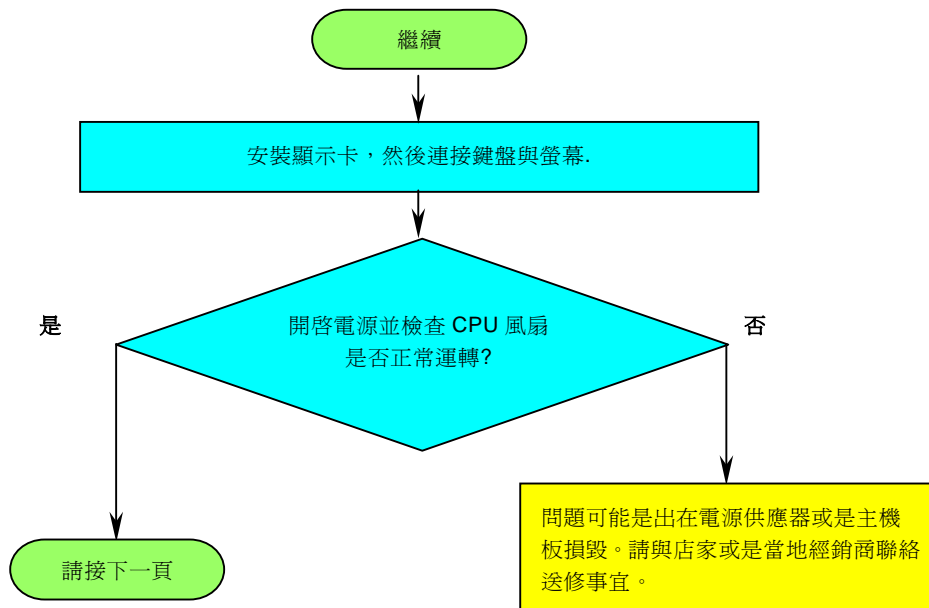 繼續
安裝顯示卡，然後連接鍵盤與螢幕.
是
開啓電源並檢查 CPU 風扇
是否正常運轉?
否
問題可能是出在電源供應器或是主機
板損毀。請與店家或是當地經銷商聯絡
送修事宜。
請接下一頁